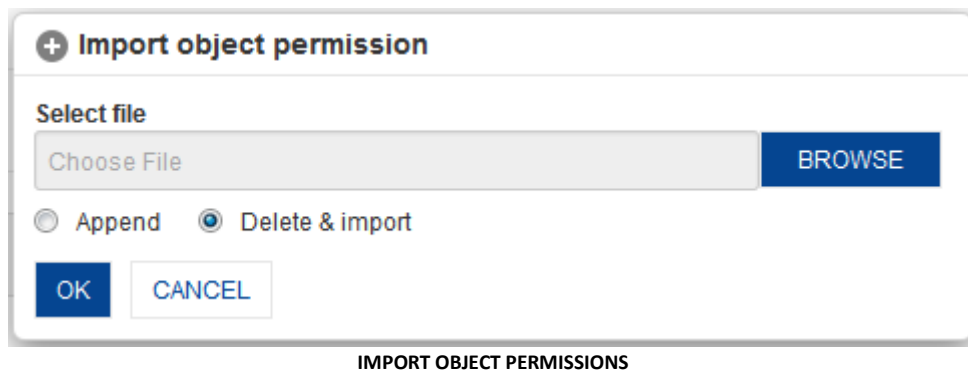 Import object permission
Select file
Choose File BROWSE
Append Delete & import
OK CANCEL
IMPORT OBJECT PERMISSIONS